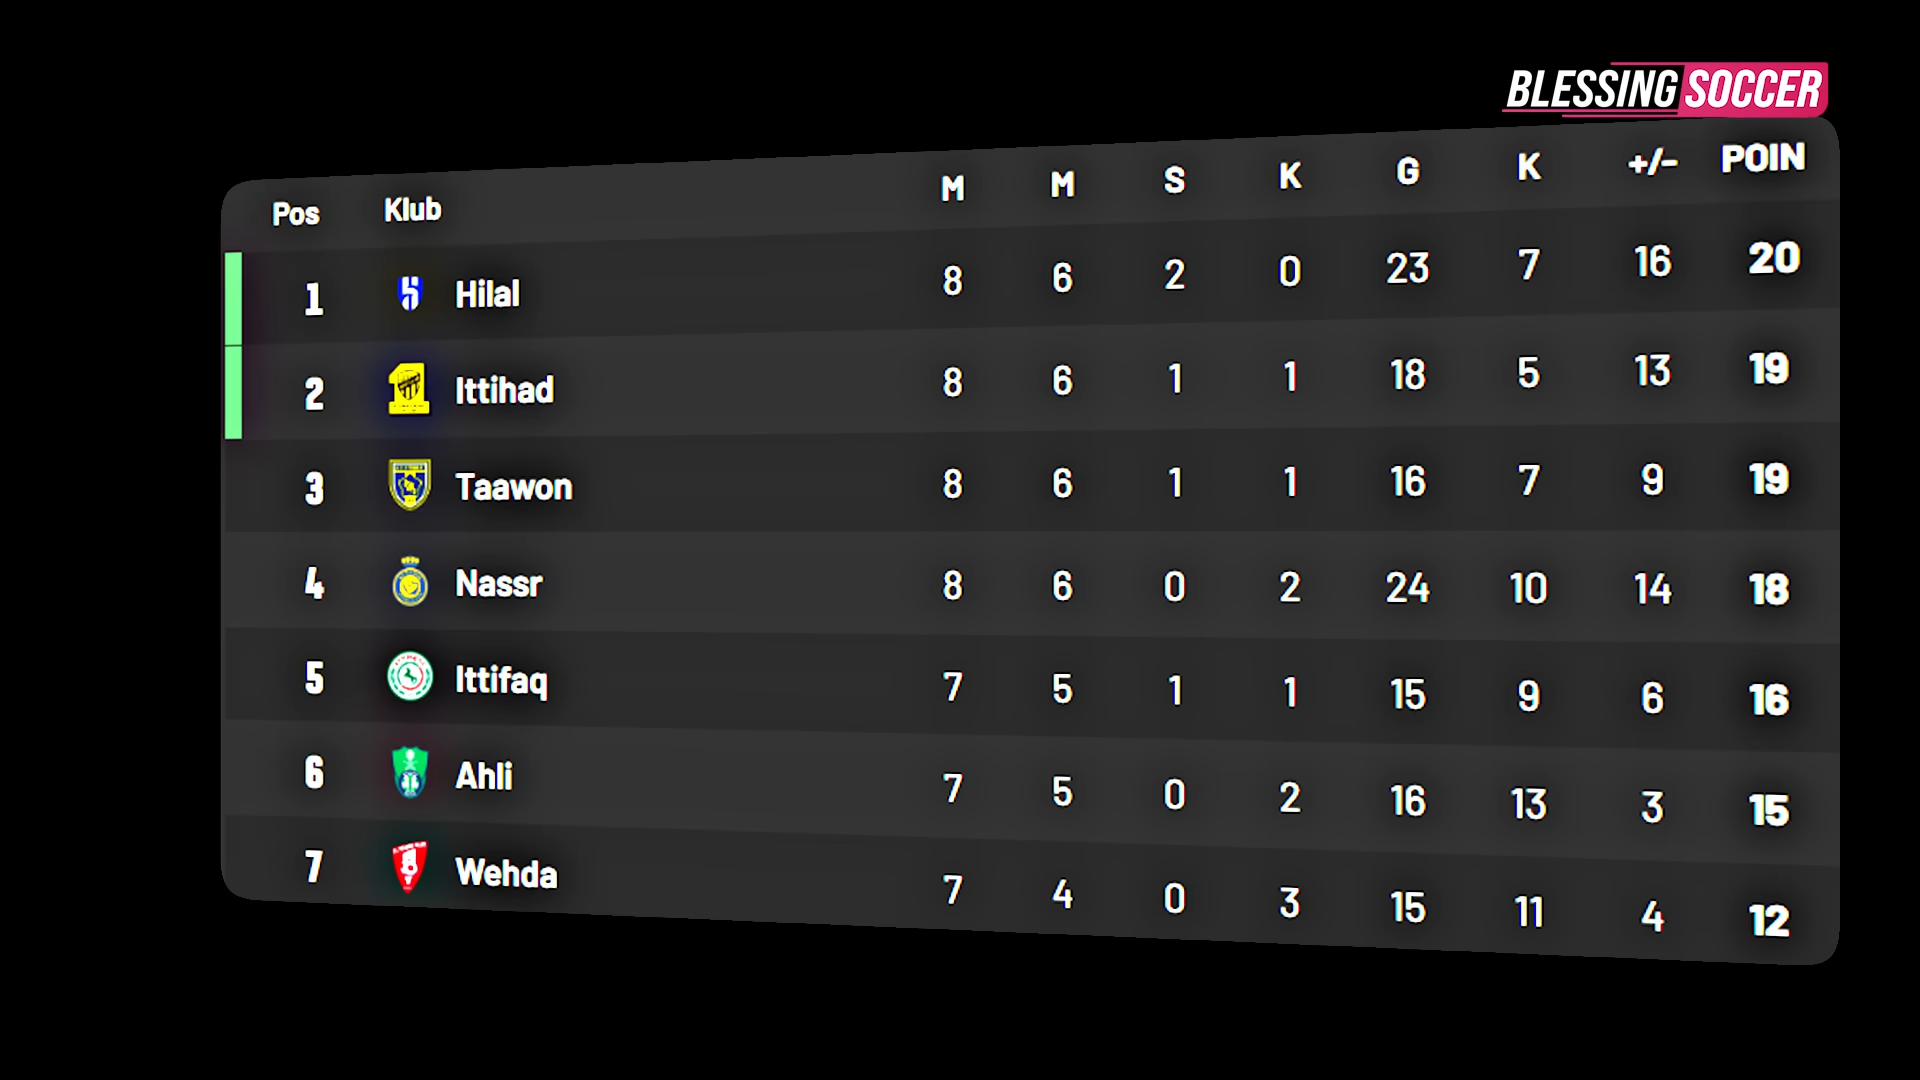 BLESSING SOCCER
Pos Klub M M S K G K +/- POIN
1 Hilal 8 6 2 0 23 7 16 20
2 Ittihad 8 6 1 1 18 5 13 19
3 Taawon 8 6 1 1 16 7 9 19
4 Nassr 8 6 0 2 24 10 14 18
5 Ittifaq 7 5 1 1 15 9 6 16
6 Ahli 7 5 0 2 16 13 3 15
7 Wehda 7 4 0 3 15 11 4 12